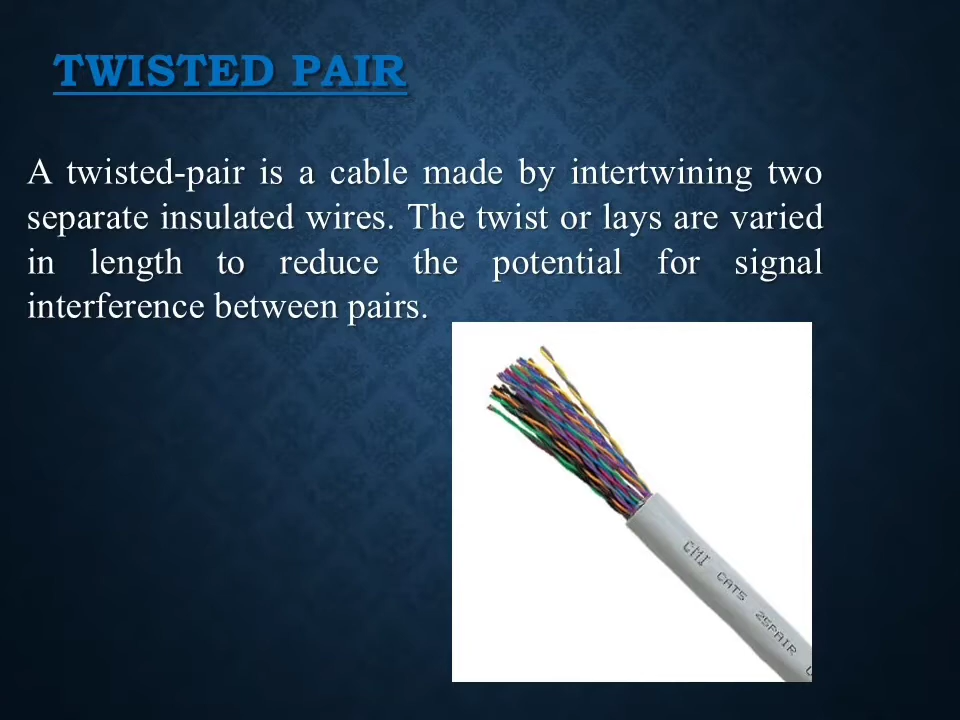 TWISTED PAIR
A twisted-pair is a cable made by intertwining two
separate insulated wires. The twist or lays are varied
in length to reduce the potential for signal
interference between pairs.
CMI CAT5 25PAIR